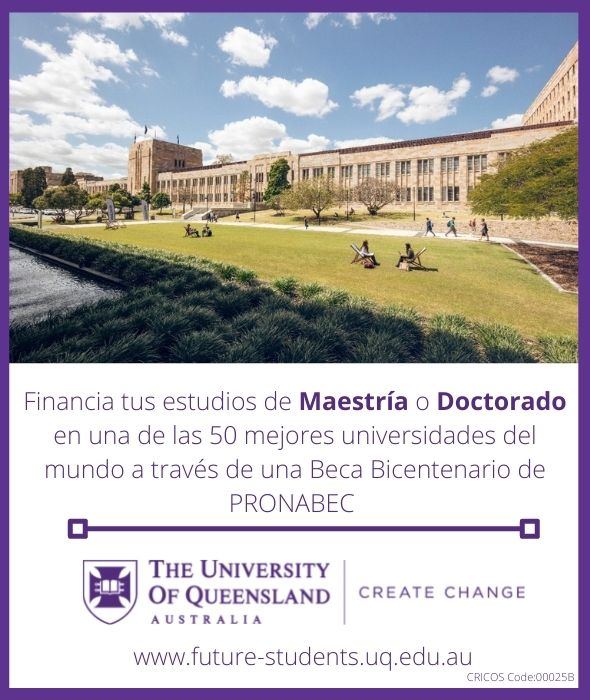 Financia tus estudios de Maestría o Doctorado
en una de las 50 mejores universidades del
mundo a través de una Beca Bicentenario de
PRONABEC
THE UNIVERSITY
OF QUEENSLAND
AUSTRALIA
CREATE CHANGE
www.future-students.uq.edu.au
CRICOS Code:00025B